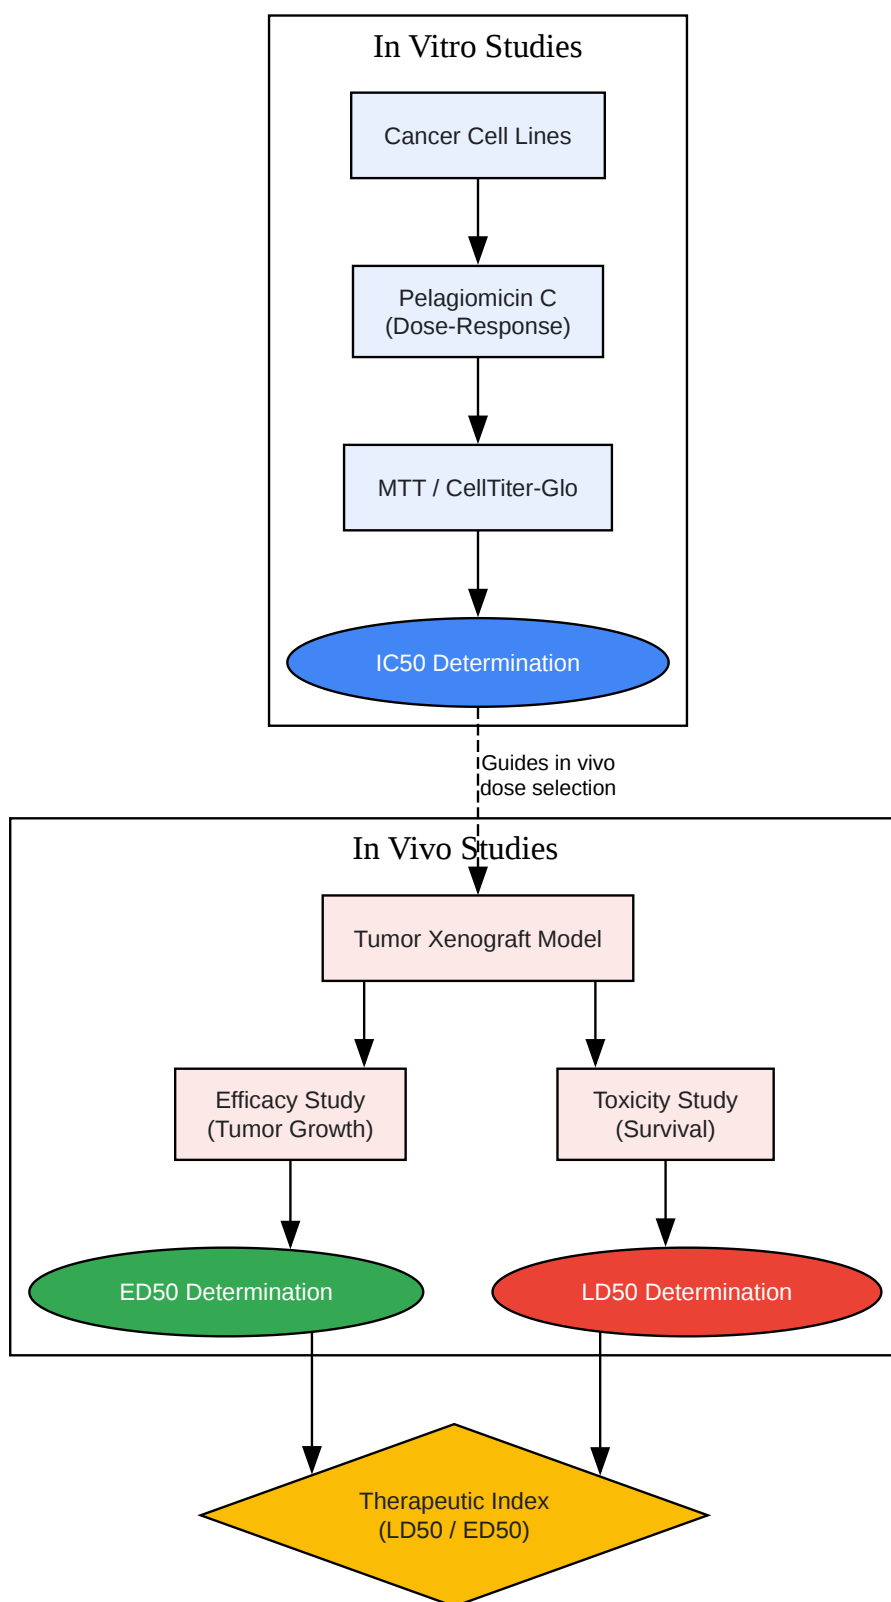 In Vitro Studies
Cancer Cell Lines
Pelagiomicin C
(Dose-Response)
MTT / CellTiter-Glo
IC50 Determination
Guides in vivo
dose selection
In Vivo Studies
Tumor Xenograft Model
Efficacy Study
(Tumor Growth)
Toxicity Study
(Survival)
ED50 Determination
LD50 Determination
Therapeutic Index
(LD50 / ED50)